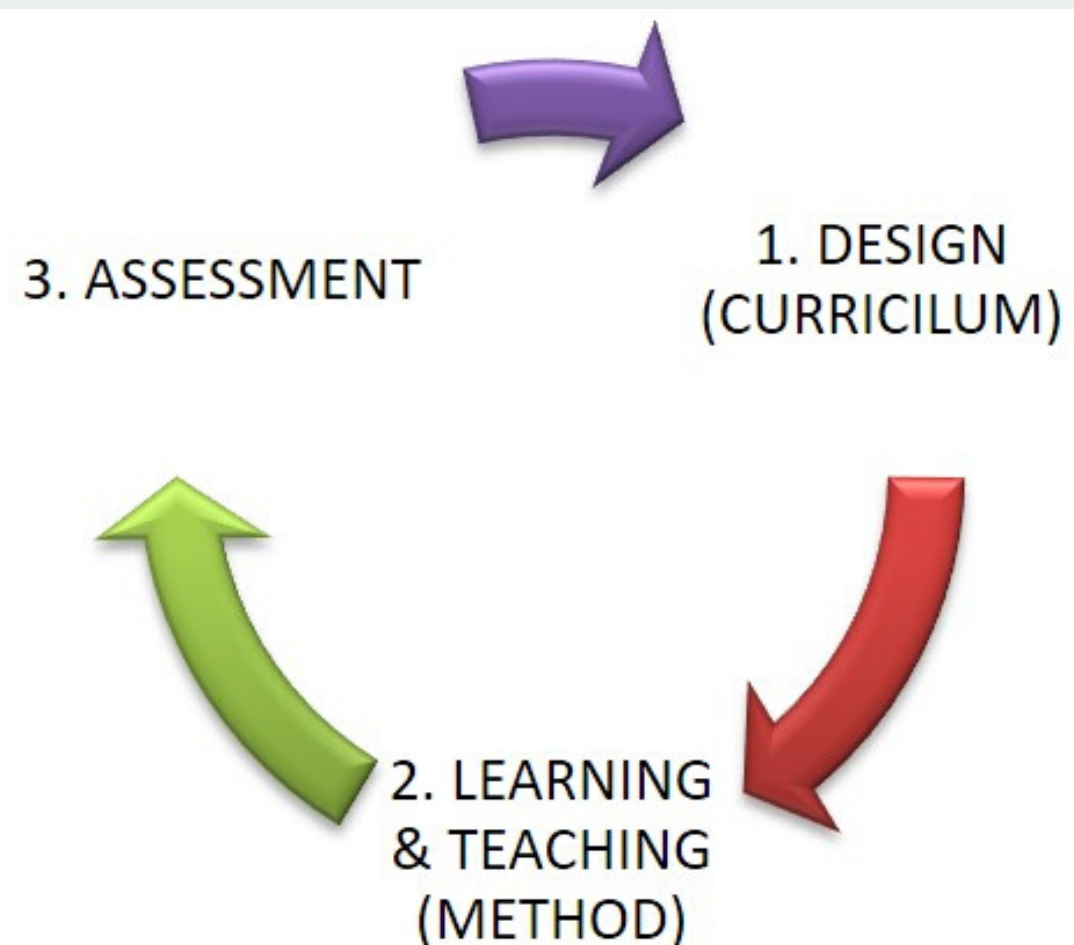 3. ASSESSMENT
1. DESIGN
(CURRICILUM)
2. LEARNING
& TEACHING
(METHOD)